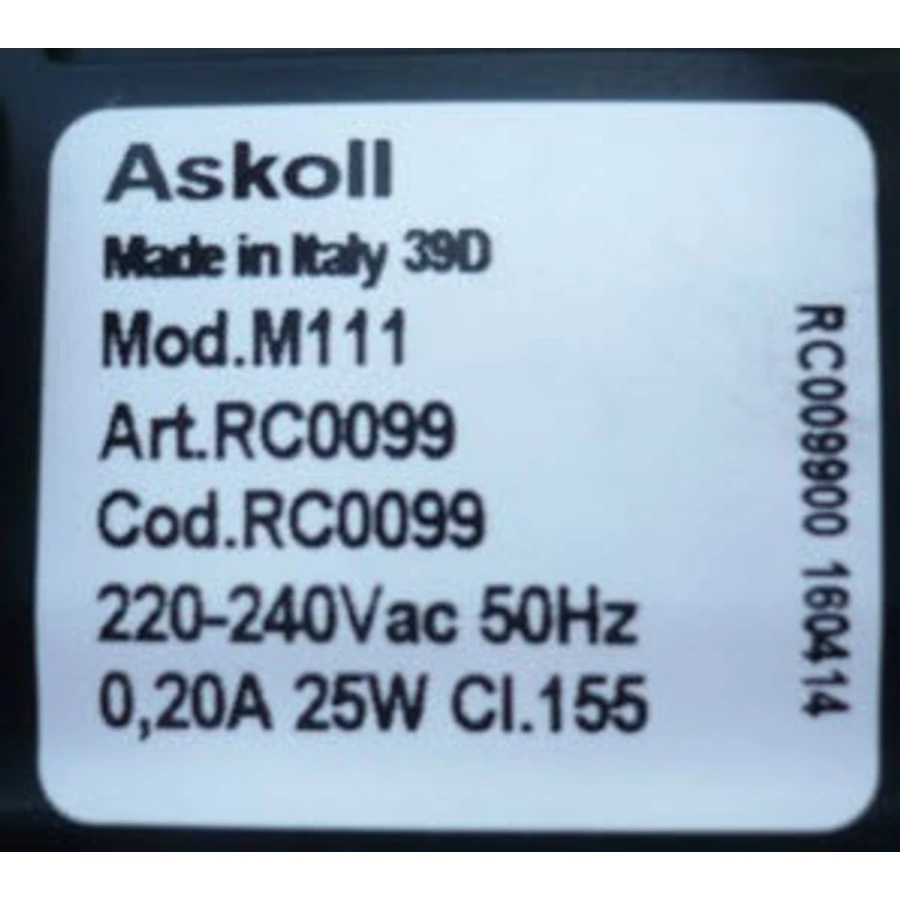 Askoll
Made in Italy 39D
Mod.M111
Art.RC0099
Cod.RC0099
220-240Vac 50Hz
0,20A 25W Cl.155
RC009900 160414